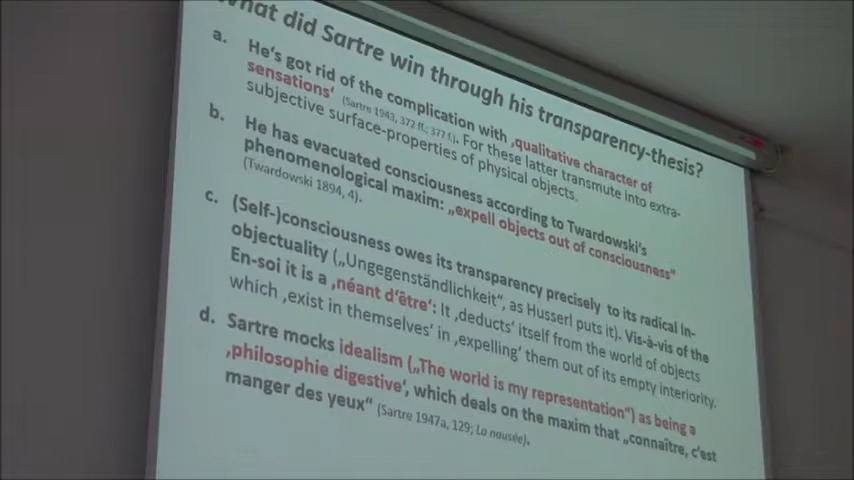 What did Sartre win through his transparency-thesis?
a. He's got rid of the complication with ‚qualitative character of
sensations' (Sartre 1943, 372 ff.; 377 f.). For these latter transmute into extra-
subjective surface-properties of physical objects.
b. He has evacuated consciousness according to Twardowski's
phenomenological maxim: „expell objects out of consciousness"
(Twardowski 1894, 4).
c. (Self-)consciousness owes its transparency precisely to its radical In-
objectuality („Ungegenständlichkeit", as Husserl puts it). Vis-à-vis of the
En-soi it is a ‚néant d'être': It ‚deducts' itself from the world of objects
which ‚exist in themselves' in ‚expelling' them out of its empty interiority.
d. Sartre mocks idealism („The world is my representation") as being a
‚philosophie digestive', which deals on the maxim that „connaître, c'est
manger des yeux" (Sartre 1947a, 129; La nausée).